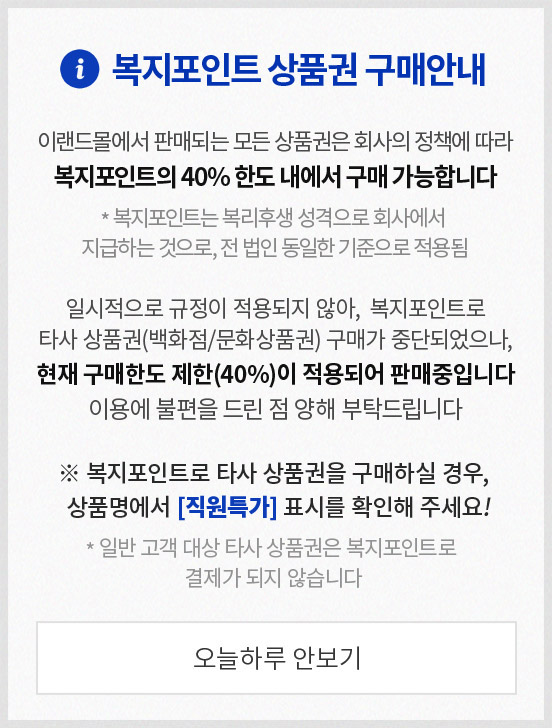 i 복지포인트 상품권 구매안내
이랜드몰에서 판매되는 모든 상품권은 회사의 정책에 따라
복지포인트의 40% 한도 내에서 구매 가능합니다
* 복지포인트는 복리후생 성격으로 회사에서
지급하는 것으로, 전 법인 동일한 기준으로 적용됨
일시적으로 규정이 적용되지 않아, 복지포인트로
타사 상품권(백화점/문화상품권) 구매가 중단되었으나,
현재 구매한도 제한(40%)이 적용되어 판매중입니다
이용에 불편을 드린 점 양해 부탁드립니다
※ 복지포인트로 타사 상품권을 구매하실 경우,
상품명에서 [직원특가] 표시를 확인해 주세요!
* 일반 고객 대상 타사 상품권은 복지포인트로
결제가 되지 않습니다
오늘하루 안보기